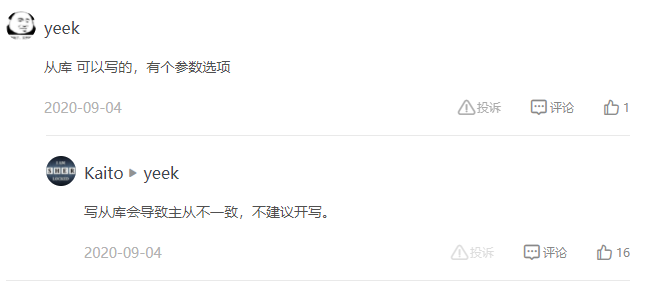 yeek
从库 可以写的，有个参数选项
2020-09-04 投诉 评论 1
Kaito ▸ yeek
写从库会导致主从不一致，不建议开写。
2020-09-04 投诉 评论 16